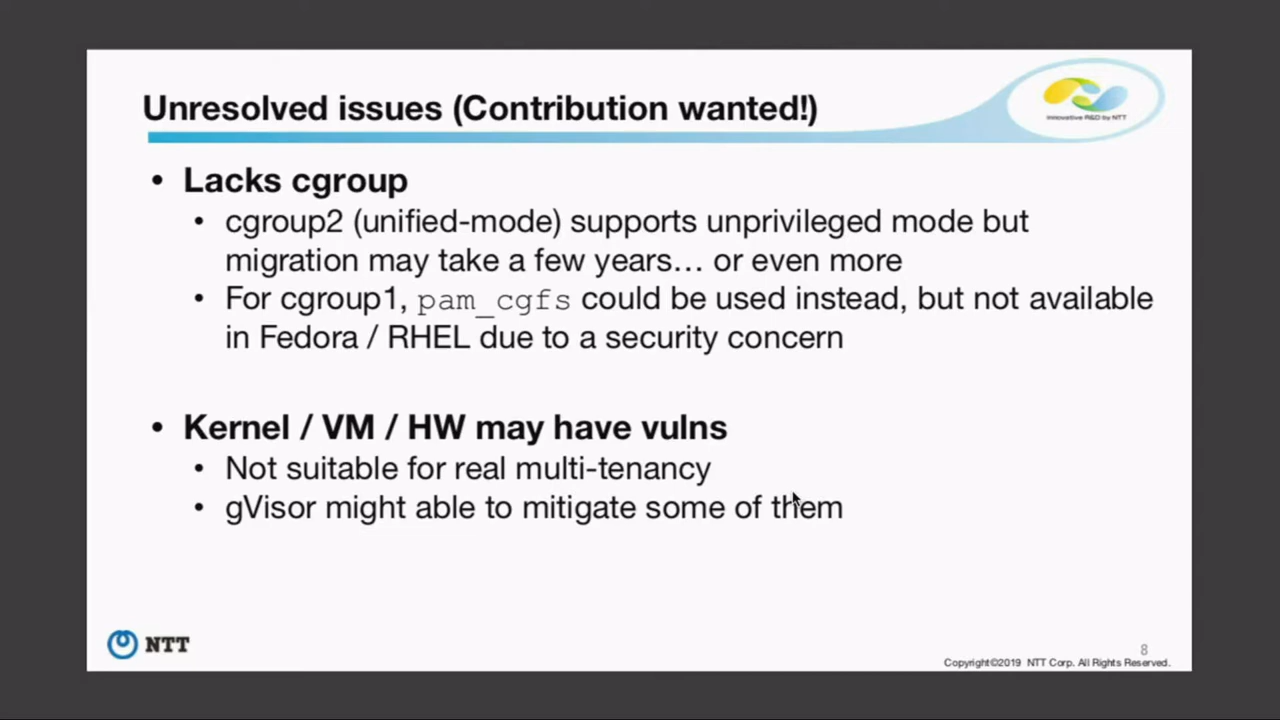 Unresolved issues (Contribution wanted!)
Innovative R&D by NTT
• Lacks cgroup
• cgroup2 (unified-mode) supports unprivileged mode but
migration may take a few years… or even more
• For cgroup1, pam_cgfs could be used instead, but not available
in Fedora / RHEL due to a security concern
• Kernel / VM / HW may have vulns
• Not suitable for real multi-tenancy
• gVisor might able to mitigate some of them
NTT
8
Copyright©2019 NTT Corp. All Rights Reserved.